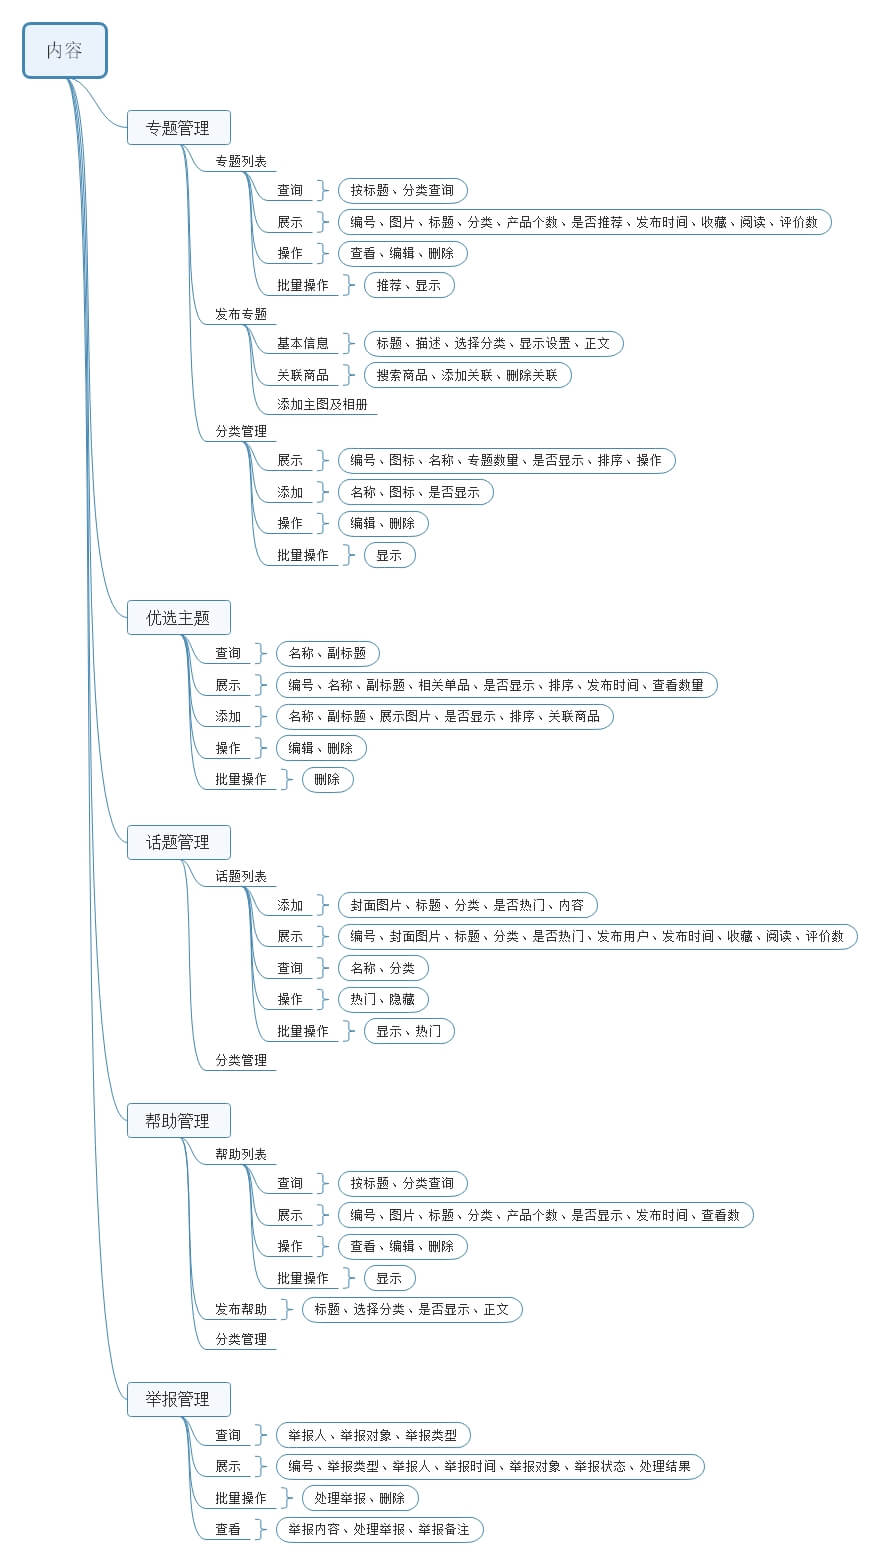 内容
专题管理
专题列表
查询 按标题、分类查询
展示 编号、图片、标题、分类、产品个数、是否推荐、发布时间、收藏、阅读、评价数
操作 查看、编辑、删除
批量操作 推荐、显示
发布专题
基本信息 标题、描述、选择分类、显示设置、正文
关联商品 搜索商品、添加关联、删除关联
添加主图及相册
分类管理
展示 编号、图标、名称、专题数量、是否显示、排序、操作
添加 名称、图标、是否显示
操作 编辑、删除
批量操作 显示
优选主题
查询 名称、副标题
展示 编号、名称、副标题、相关单品、是否显示、排序、发布时间、查看数量
添加 名称、副标题、展示图片、是否显示、排序、关联商品
操作 编辑、删除
批量操作 删除
话题管理
话题列表
添加 封面图片、标题、分类、是否热门、内容
展示 编号、封面图片、标题、分类、是否热门、发布用户、发布时间、收藏、阅读、评价数
查询 名称、分类
操作 热门、隐藏
批量操作 显示、热门
分类管理
帮助管理
帮助列表
查询 按标题、分类查询
展示 编号、图片、标题、分类、产品个数、是否显示、发布时间、查看数
操作 查看、编辑、删除
批量操作 显示
发布帮助 标题、选择分类、是否显示、正文
分类管理
举报管理
查询 举报人、举报对象、举报类型
展示 编号、举报类型、举报人、举报时间、举报对象、举报状态、处理结果
批量操作 处理举报、删除
查看 举报内容、处理举报、举报备注